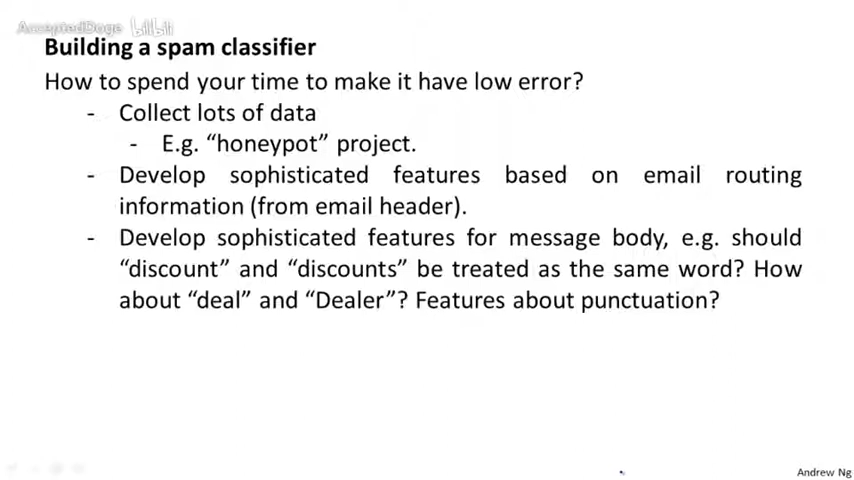 AcceptedDoge bilibili
Building a spam classifier
How to spend your time to make it have low error?
- Collect lots of data
- E.g. “honeypot” project.
- Develop sophisticated features based on email routing
information (from email header).
- Develop sophisticated features for message body, e.g. should
“discount” and “discounts” be treated as the same word? How
about “deal” and “Dealer”? Features about punctuation?
Andrew Ng